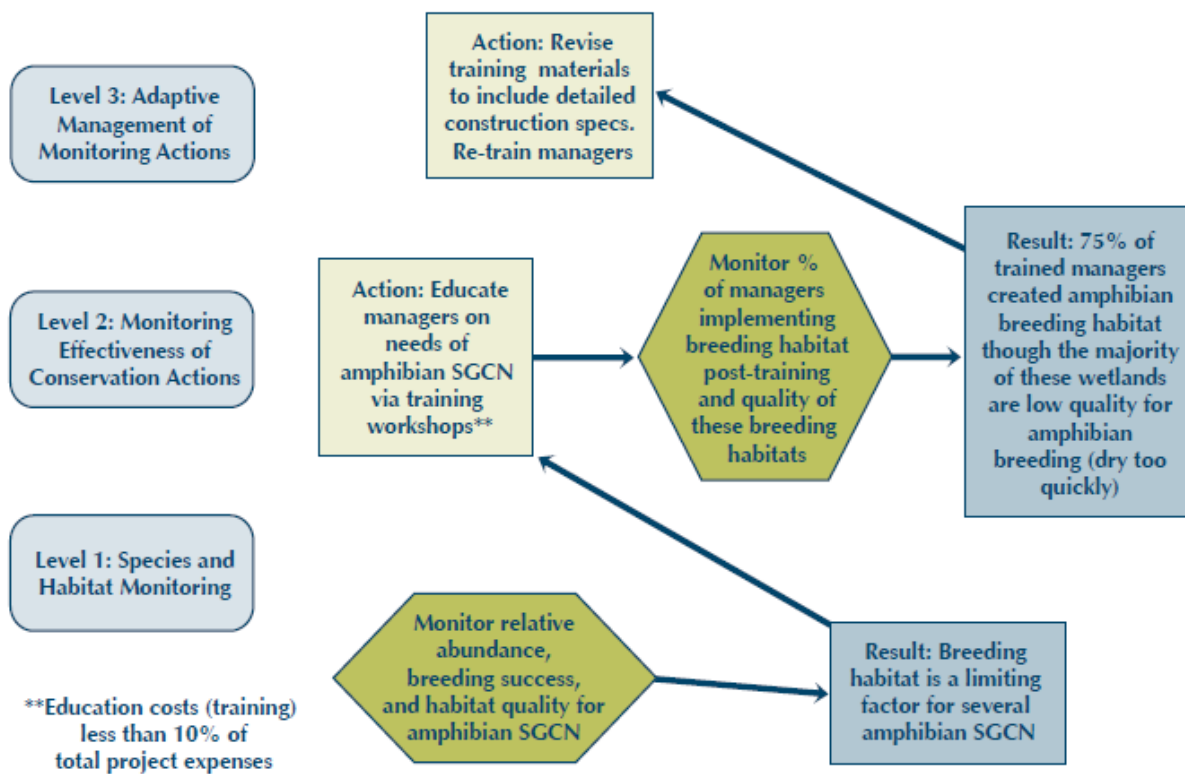 Action: Revise
training materials
to include detailed
construction specs.
Re-train managers
Level 3: Adaptive
Management of
Monitoring Actions
Level 2: Monitoring
Effectiveness of
Conservation Actions
Action: Educate
managers on
needs of
amphibian SGCN
via training
workshops**
Monitor %
of managers
implementing
breeding habitat
post-training
and quality of
these breeding
habitats
Result: 75% of
trained managers
created amphibian
breeding habitat
though the majority
of these wetlands
are low quality for
amphibian
breeding (dry too
quickly)
Level 1: Species and
Habitat Monitoring
Monitor relative
abundance,
breeding success,
and habitat quality for
amphibian SGCN
Result: Breeding
habitat is a limiting
factor for several
amphibian SGCN
**Education costs (training)
less than 10% of
total project expenses